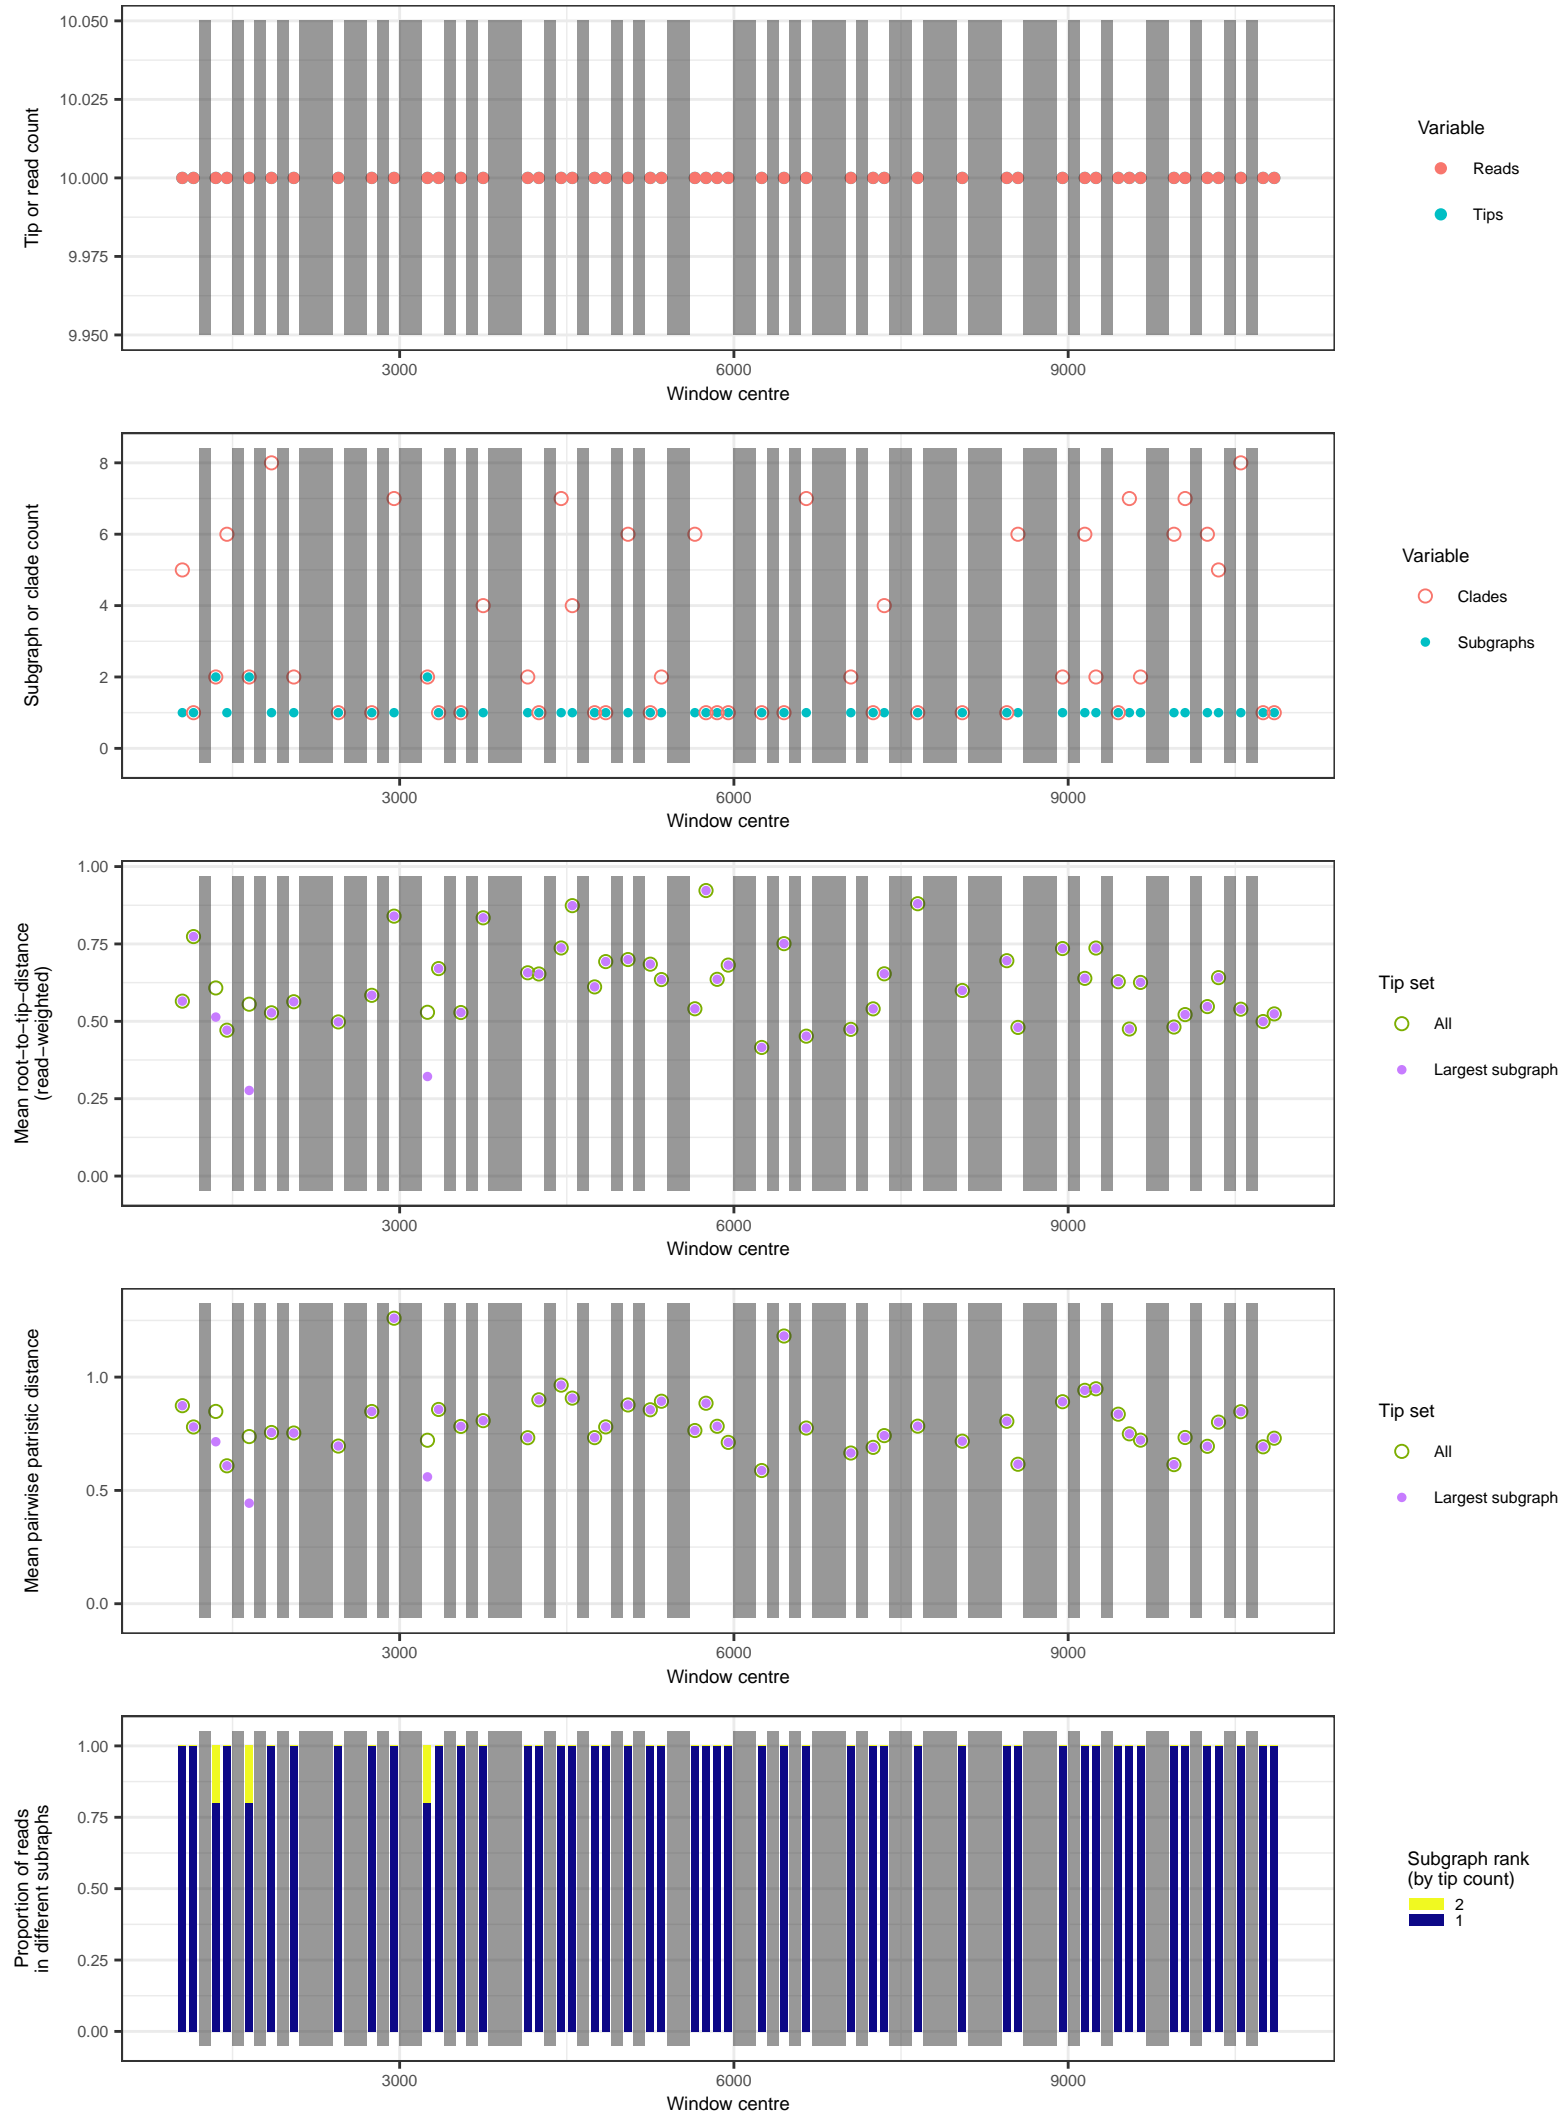 10.050
10.025
10.000
9.975
9.950
Tip or read count
3000 6000 9000
Window centre
Variable
Reads
Tips
8
6
4
2
0
Subgraph or clade count
3000 6000 9000
Window centre
Variable
Clades
Subgraphs
1.00
0.75
0.50
0.25
0.00
Mean root−to−tip−distance
(read−weighted)
3000 6000 9000
Window centre
Tip set
All
Largest subgraph
1.0
0.5
0.0
Mean pairwise patristic distance
3000 6000 9000
Window centre
Tip set
All
Largest subgraph
1.00
0.75
0.50
0.25
0.00
Proportion of reads
in different subraphs
3000 6000 9000
Window centre
Subgraph rank
(by tip count)
2
1